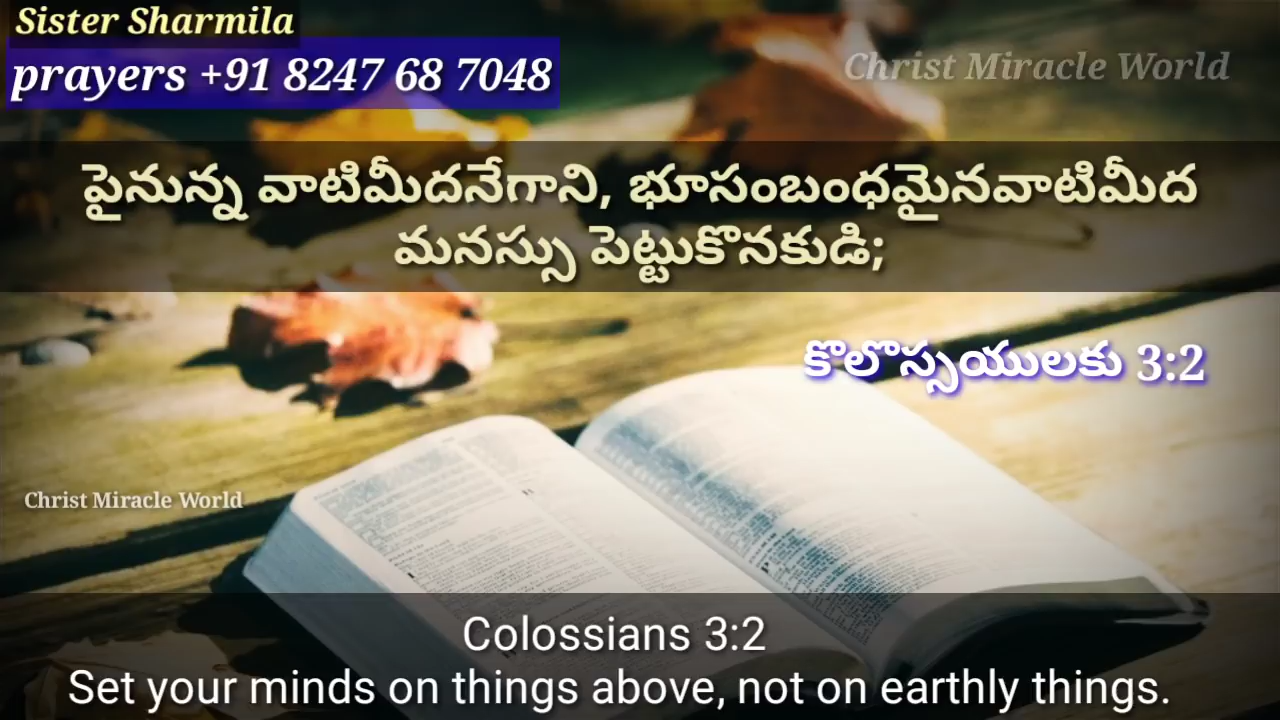 Sister Sharmila
prayers +91 8247 68 7048
Christ Miracle World
పైనున్న వాటిమీదనేగాని, భూసంబంధమైనవాటిమీద
మనస్సు పెట్టుకొనకుడి;
కొలొస్సయులకు 3:2
Christ Miracle World
Colossians 3:2
Set your minds on things above, not on earthly things.